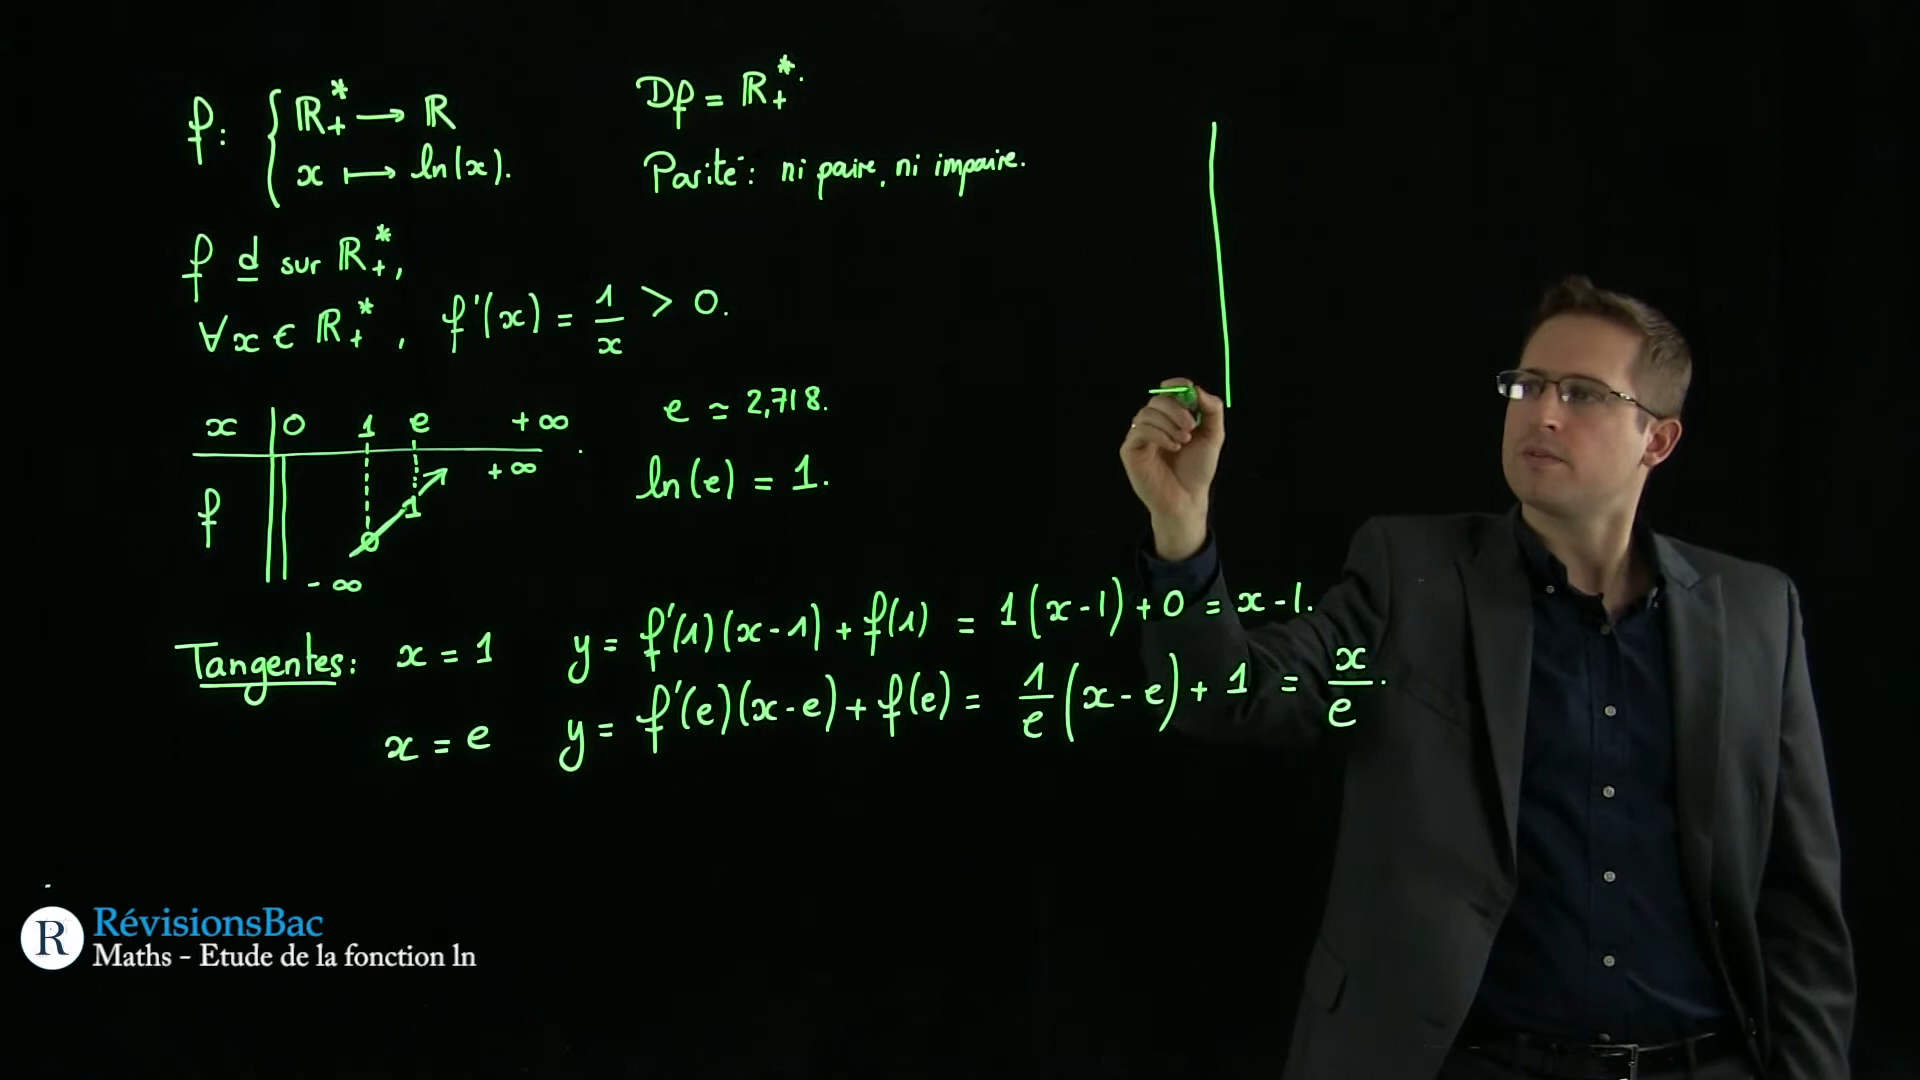 f: { ℝ₊* → ℝ
x ↦ ln(x).
Df = ℝ₊*.
Parité: ni paire, ni impaire.
f d sur ℝ₊*,
∀x ∈ ℝ₊*, f'(x) = 1/x > 0.
x | 0 1 e +∞
f || -∞ 0 1 +∞
e ≃ 2,718.
ln(e) = 1.
Tangentes: x = 1 y = f'(1)(x-1) + f(1) = 1(x-1) + 0 = x-1.
x = e y = f'(e)(x-e) + f(e) = 1/e (x-e) + 1 = x/e.
R RévisionsBac
Maths - Etude de la fonction ln